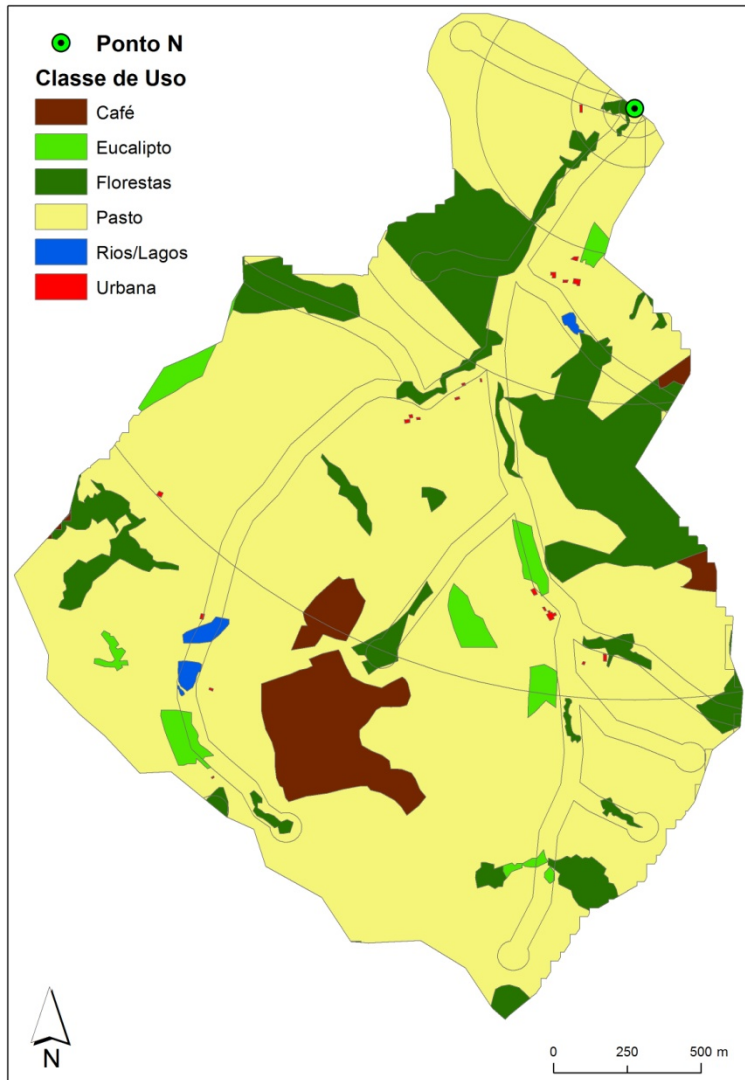 Ponto N
Classe de Uso
Café
Eucalipto
Florestas
Pasto
Rios/Lagos
Urbana
N
0 250 500 m